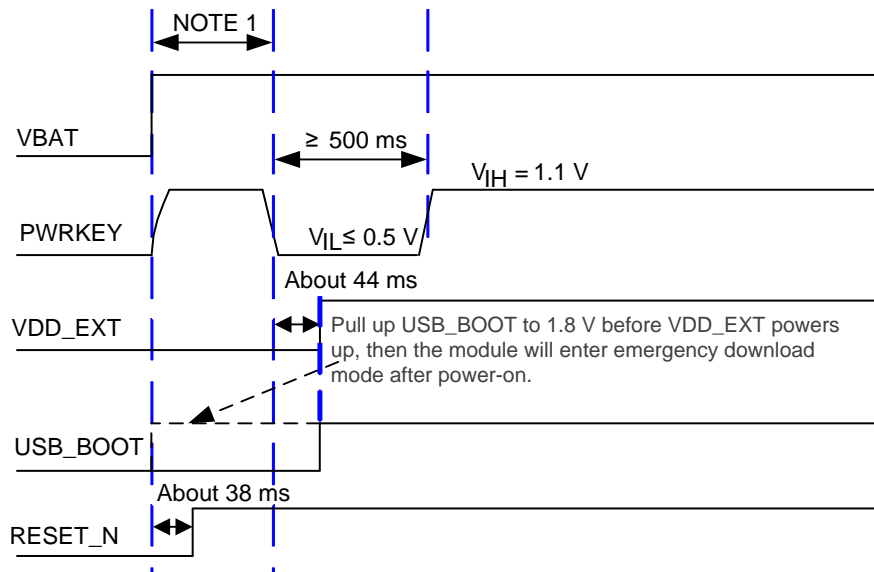 NOTE 1
VBAT
≥ 500 ms
VIH = 1.1 V
PWRKEY
VIL ≤ 0.5 V
About 44 ms
VDD_EXT
Pull up USB_BOOT to 1.8 V before VDD_EXT powers
up, then the module will enter emergency download
mode after power-on.
USB_BOOT
About 38 ms
RESET_N